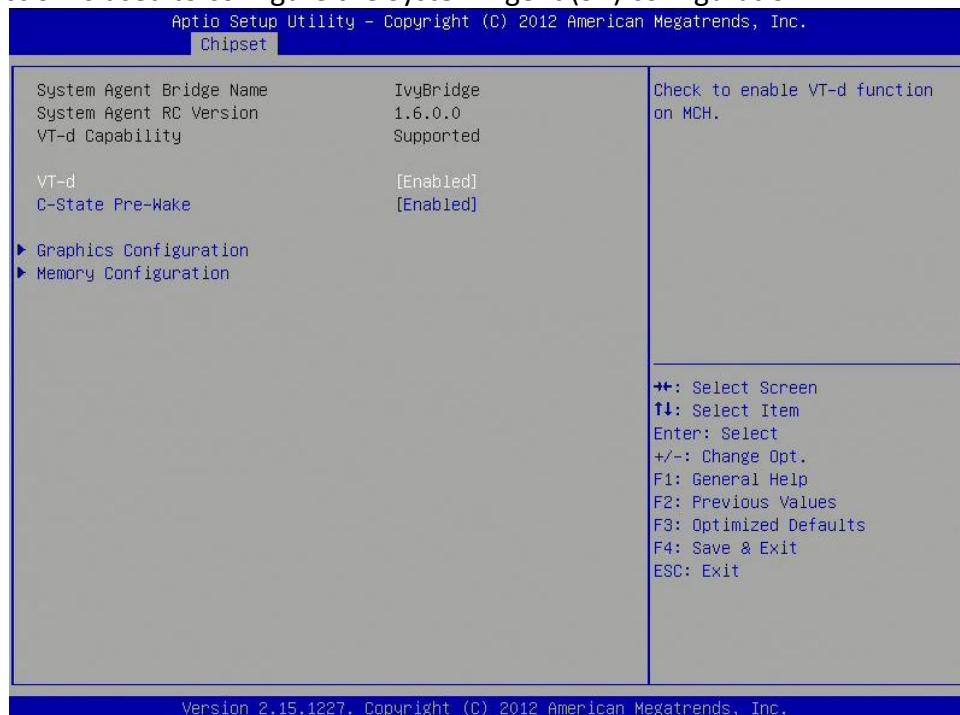 Aptio Setup Utility – Copyright (C) 2012 American Megatrends, Inc.
Chipset
System Agent Bridge Name IvyBridge
System Agent RC Version 1.6.0.0
VT-d Capability Supported
VT-d [Enabled]
C-State Pre-Wake [Enabled]
Graphics Configuration
Memory Configuration
Check to enable VT-d function
on MCH.
→←: Select Screen
↑↓: Select Item
Enter: Select
+/-: Change Opt.
F1: General Help
F2: Previous Values
F3: Optimized Defaults
F4: Save & Exit
ESC: Exit
Version 2.15.1227. Copyright (C) 2012 American Megatrends, Inc.